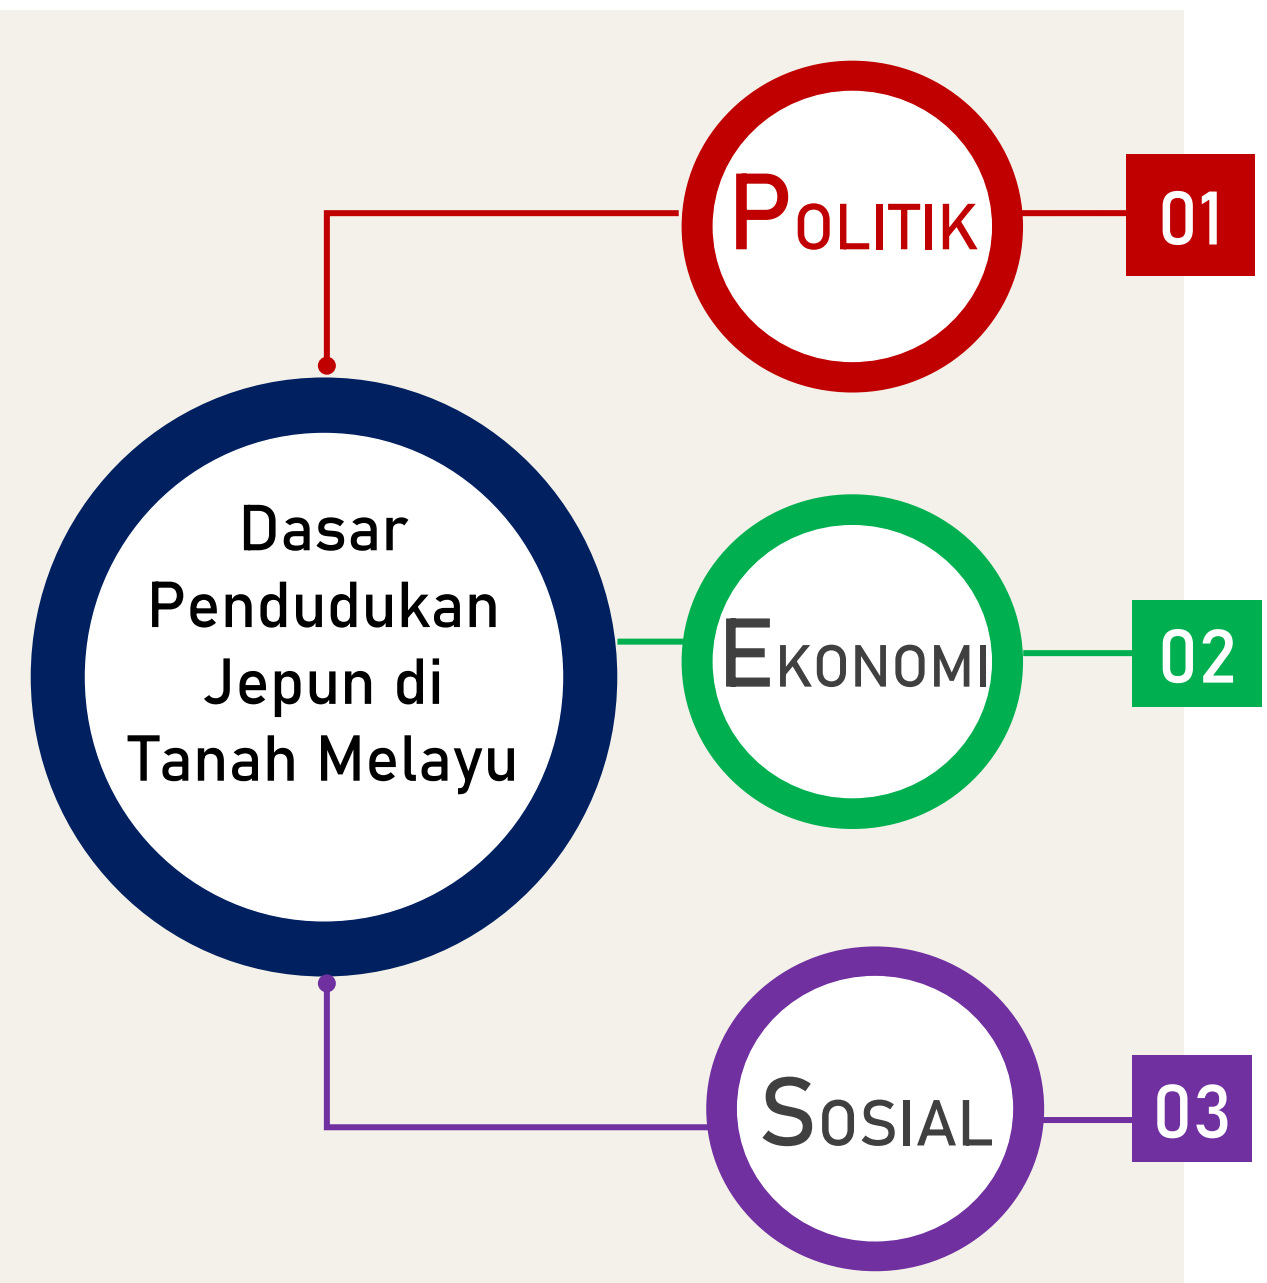 POLITIK
01
Dasar
Pendudukan
Jepun di
Tanah Melayu
EKONOMI
02
SOSIAL
03